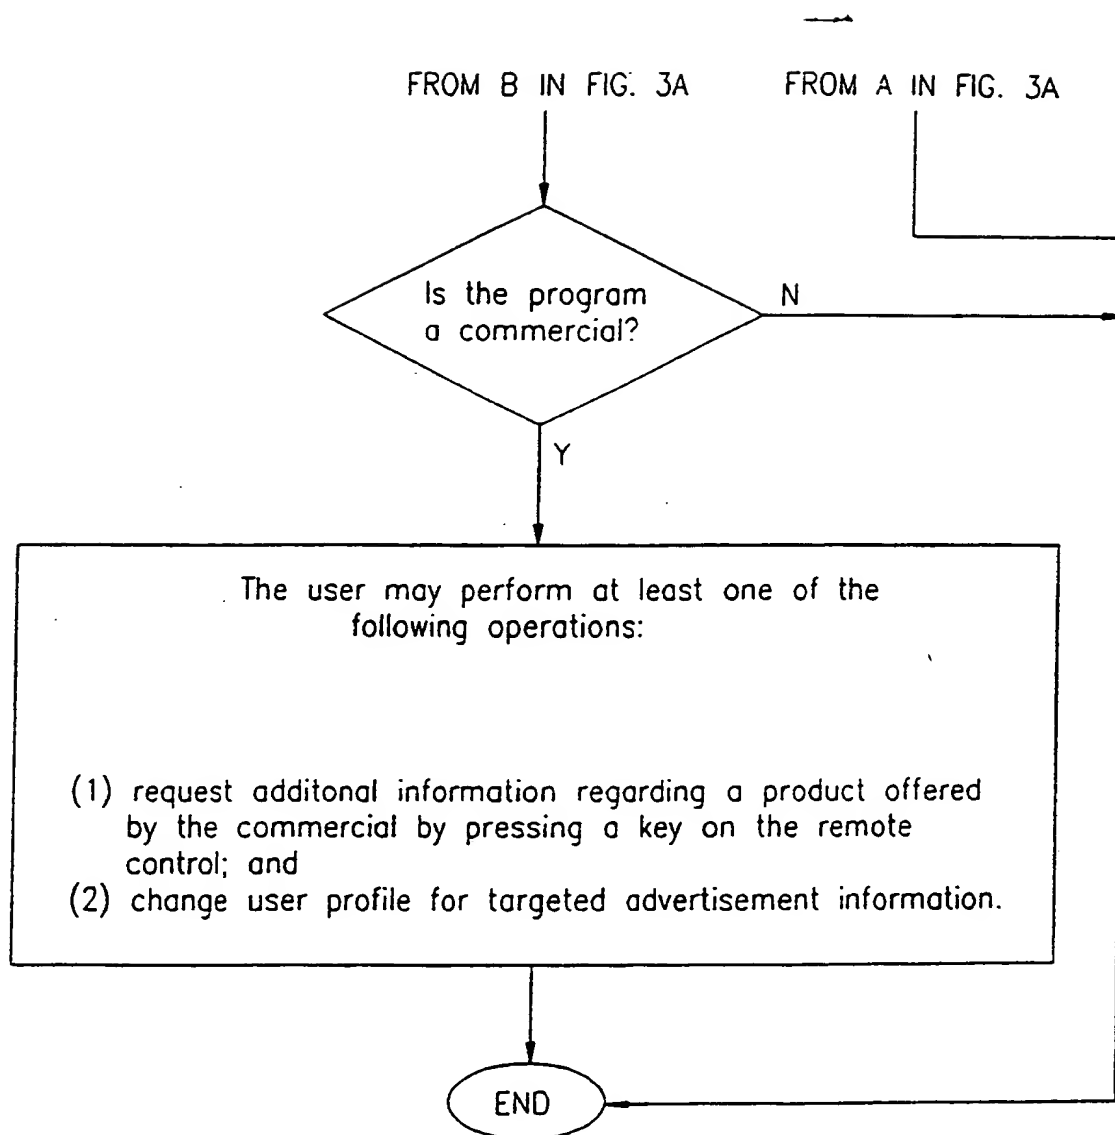 FROM B IN FIG. 3A
FROM A IN FIG. 3A
Is the program
a commercial?
N
Y
The user may perform at least one of the
following operations:
(1) request additonal information regarding a product offered
by the commercial by pressing a key on the remote
control; and
(2) change user profile for targeted advertisement information.
END